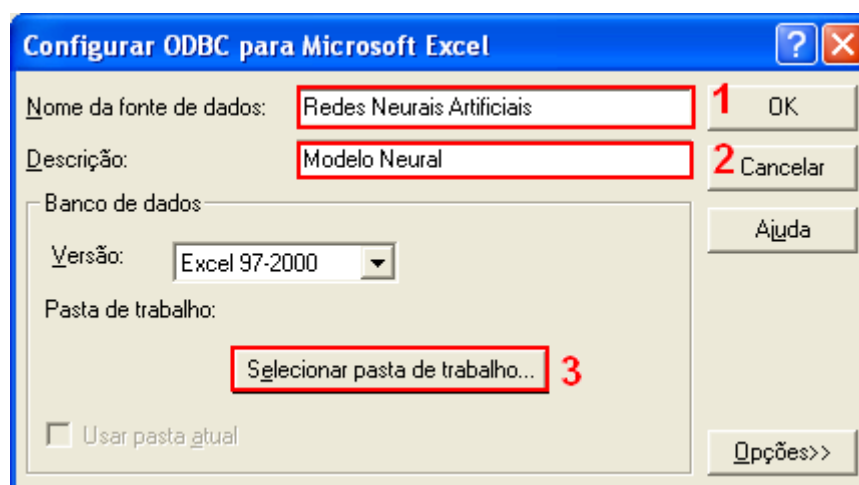 Configurar ODBC para Microsoft Excel
Nome da fonte de dados: Redes Neurais Artificiais 1 OK
Descrição: Modelo Neural 2 Cancelar
Banco de dados
Ajuda
Versão: Excel 97-2000
Pasta de trabalho:
Selecionar pasta de trabalho... 3
Usar pasta atual
Opções>>